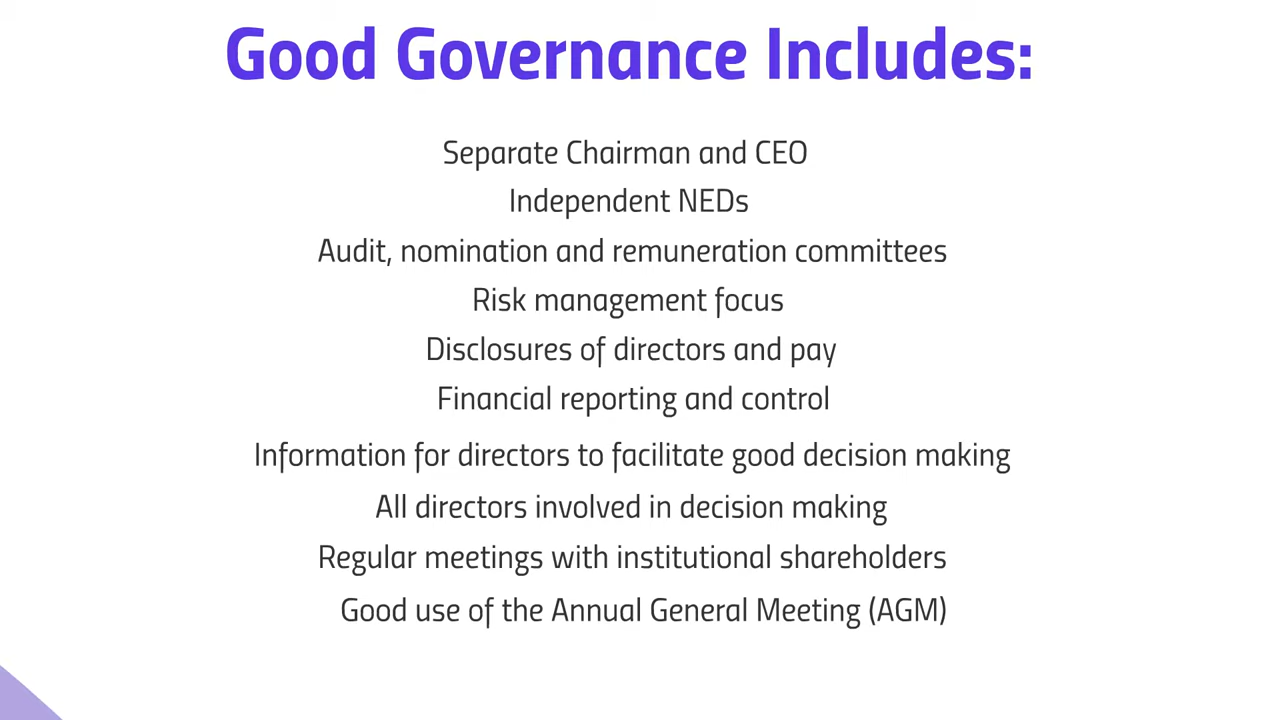 Good Governance Includes:
Separate Chairman and CEO
Independent NEDs
Audit, nomination and remuneration committees
Risk management focus
Disclosures of directors and pay
Financial reporting and control
Information for directors to facilitate good decision making
All directors involved in decision making
Regular meetings with institutional shareholders
Good use of the Annual General Meeting (AGM)